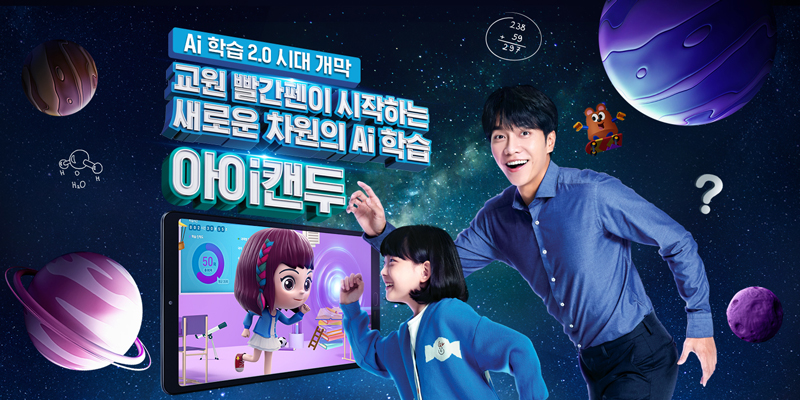 Ai 학습 2.0 시대 개막
교원 빨간펜이 시작하는
새로운 차원의 Ai 학습
아이캔두
238
+ 59
297
H O H
H₂O
?
50